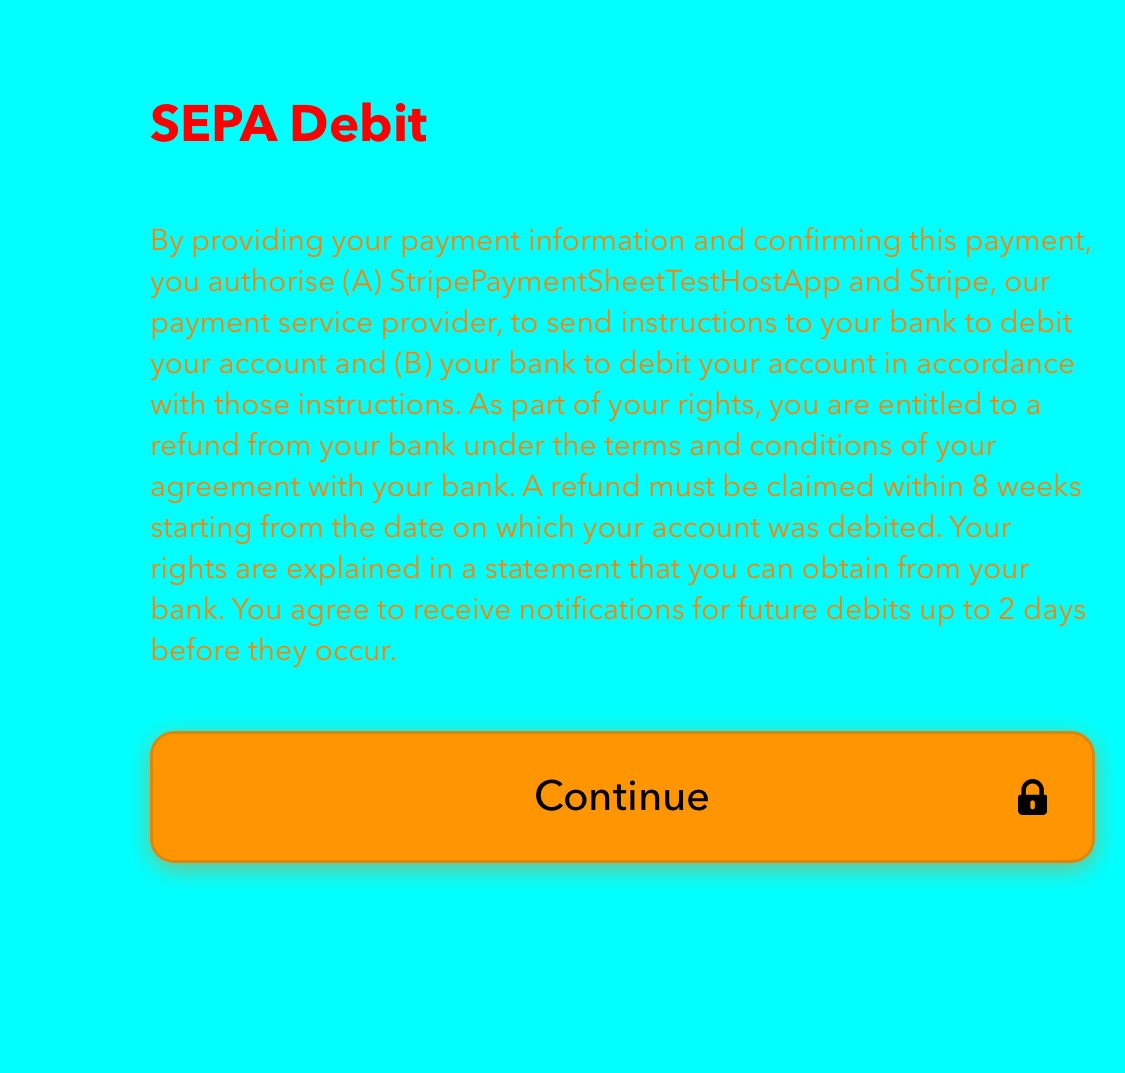 SEPA Debit
By providing your payment information and confirming this payment,
you authorise (A) StripePaymentSheetTestHostApp and Stripe, our
payment service provider, to send instructions to your bank to debit
your account and (B) your bank to debit your account in accordance
with those instructions. As part of your rights, you are entitled to a
refund from your bank under the terms and conditions of your
agreement with your bank. A refund must be claimed within 8 weeks
starting from the date on which your account was debited. Your
rights are explained in a statement that you can obtain from your
bank. You agree to receive notifications for future debits up to 2 days
before they occur.
Continue